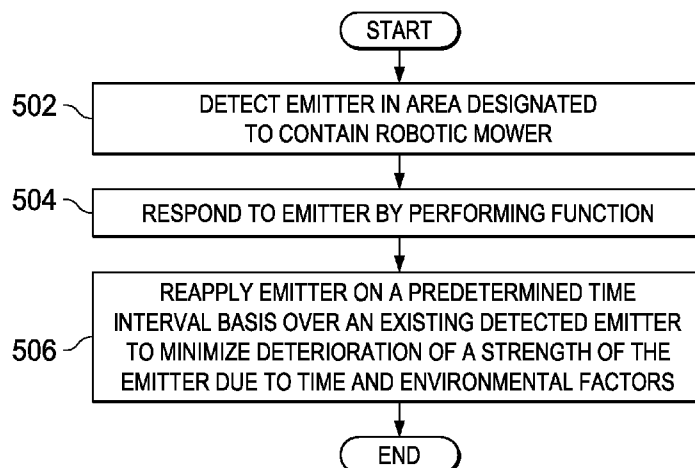 START
502
DETECT EMITTER IN AREA DESIGNATED
TO CONTAIN ROBOTIC MOWER
504
RESPOND TO EMITTER BY PERFORMING FUNCTION
506
REAPPLY EMITTER ON A PREDETERMINED TIME
INTERVAL BASIS OVER AN EXISTING DETECTED EMITTER
TO MINIMIZE DETERIORATION OF A STRENGTH OF THE
EMITTER DUE TO TIME AND ENVIRONMENTAL FACTORS
END